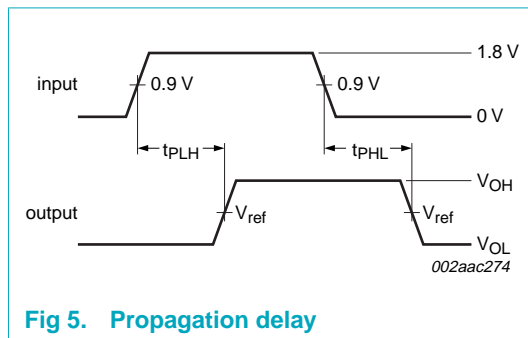 1.8 V
input 0.9 V 0.9 V
0 V
tPLH tPHL
VOH
output Vref Vref
VOL
002aac274
Fig 5. Propagation delay